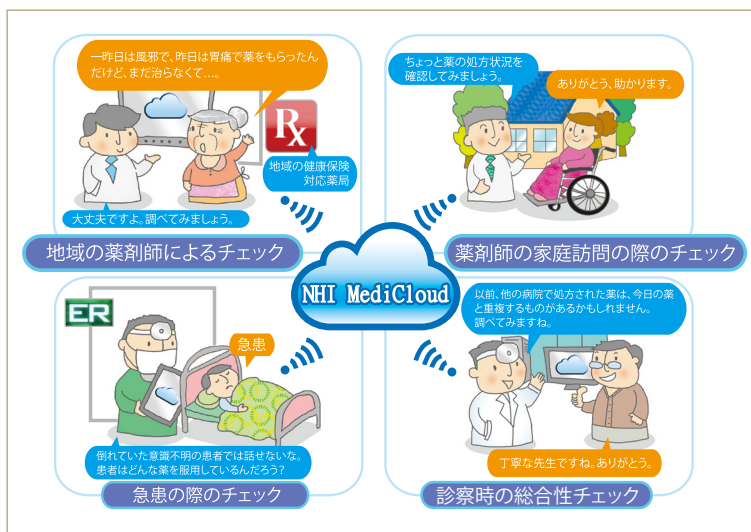 一昨日は風邪で、昨日は胃痛で薬をもらったん
だけど、まだ治らなくて…。
Rx
地域の健康保険
対応薬局
大丈夫ですよ。調べてみましょう。
地域の薬剤師によるチェック
ちょっと薬の処方状況を
確認してみましょう。
ありがとう、助かります。
薬剤師の家庭訪問の際のチェック
NHI MediCloud
ER
急患
倒れていた意識不明の患者では話せないな。
患者はどんな薬を服用しているんだろう?
急患の際のチェック
以前、他の病院で処方された薬は、今日の薬
と重複するものがあるかもしれません。
調べてみますね。
丁寧な先生ですね。ありがとう。
診察時の総合性チェック